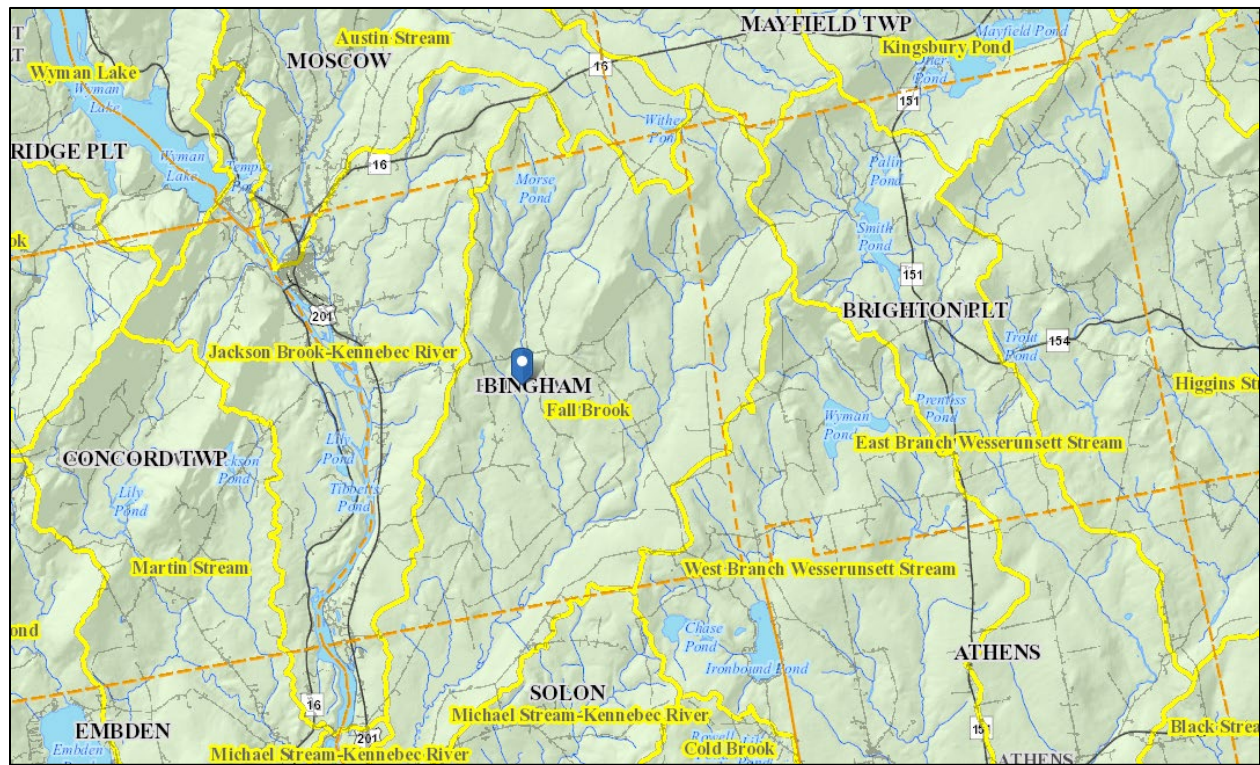 MAYFIELD TWP
Mayfield Pond
Austin Stream
Kingsbury Pond
MOSCOW
Wyman Lake
Wyman
Lake
16
151
RIDGE PLT
Wyman
Lake
16
Palin
Pond
Morse
Pond
Smith
Pond
151
BRIGHTON PLT
201
Jackson Brook-Kennebec River
154
Trout
Pond
BINGHAM
Fall Brook
Higgins St
Prentiss
Pond
Wyman
Pond
East Branch Wesserunsett Stream
Lily
Pond
CONCORD TWP
Pond
Lily
Pond
Tibbetts
Pond
Martin Stream
West Branch Wesserunsett Stream
ond
Chase
Pond
Ironbound Pond
ATHENS
SOLON
16
Michael Stream-Kennebec River
EMBDEN
201
Michael Stream-Kennebec River
Cold Brook
Black Strea
Embden
ATHENS